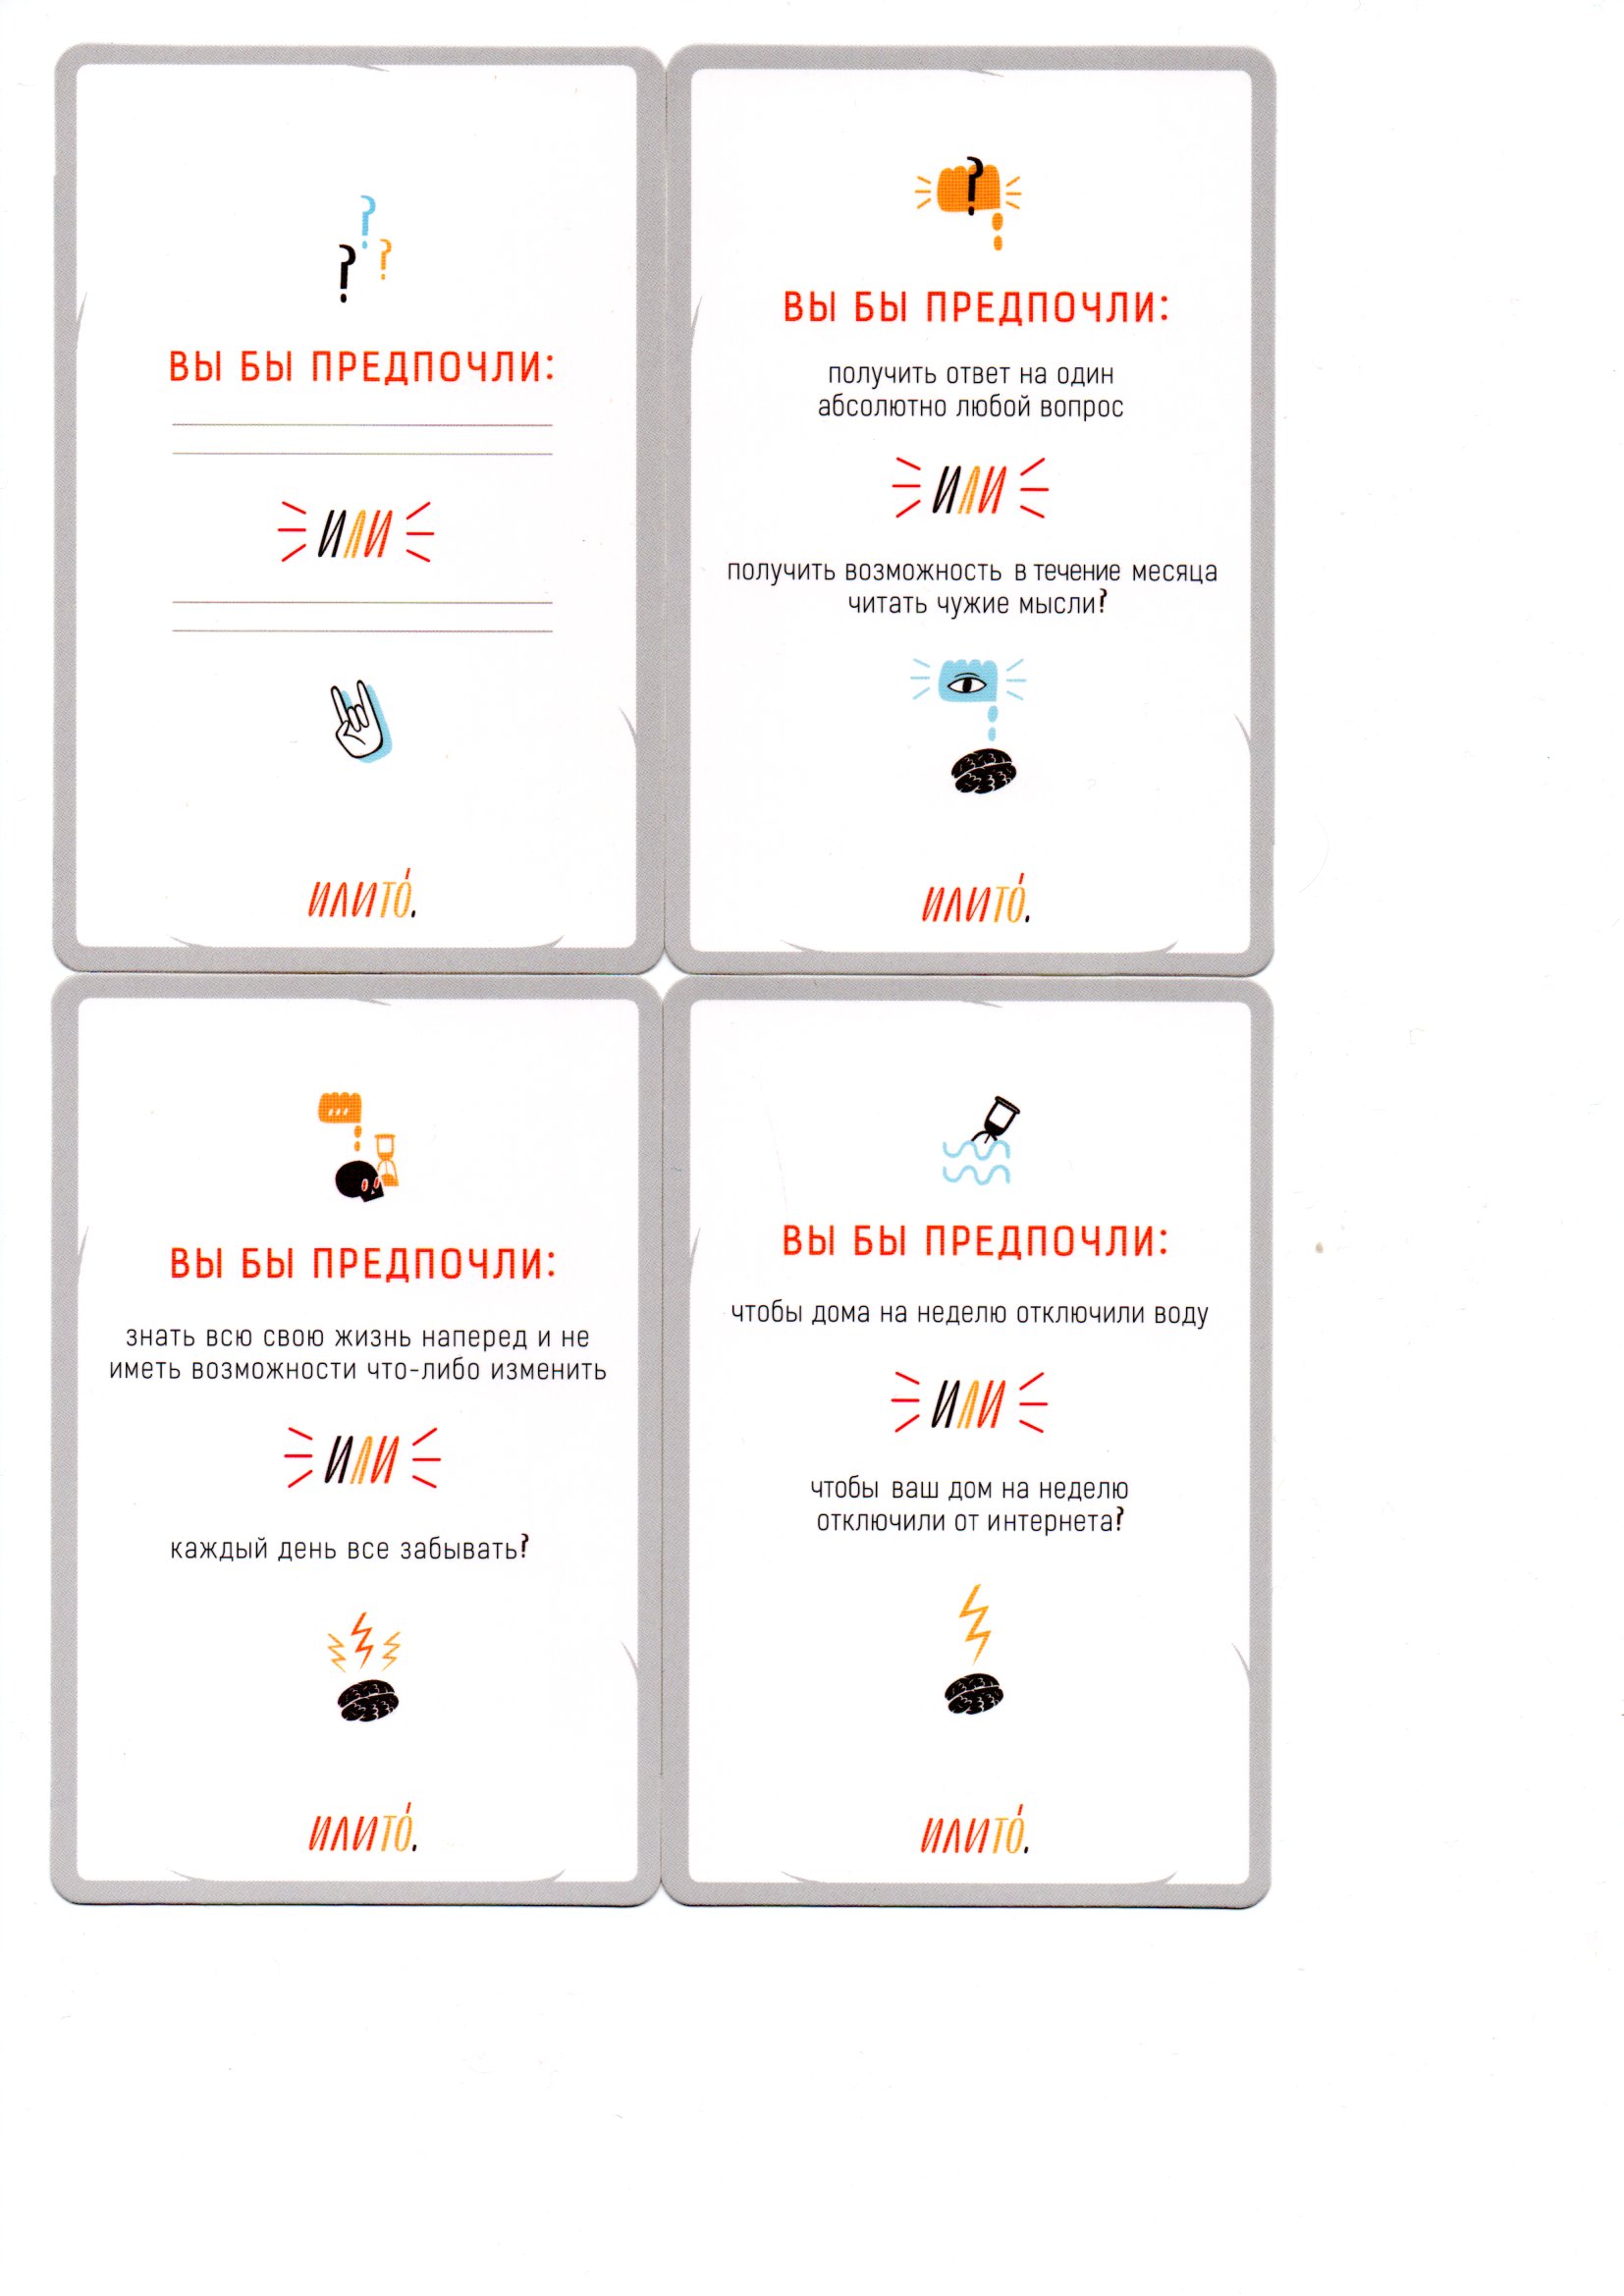 ВЫ БЫ ПРЕДПОЧЛИ:
ИЛИ
ИЛИТО́.
ВЫ БЫ ПРЕДПОЧЛИ:
получить ответ на один
абсолютно любой вопрос
ИЛИ
получить возможность в течение месяца
читать чужие мысли?
ИЛИТО́.
ВЫ БЫ ПРЕДПОЧЛИ:
знать всю свою жизнь наперед и не
иметь возможности что-либо изменить
ИЛИ
каждый день все забывать?
ИЛИТО́.
ВЫ БЫ ПРЕДПОЧЛИ:
чтобы дома на неделю отключили воду
ИЛИ
чтобы ваш дом на неделю
отключили от интернета?
ИЛИТО́.